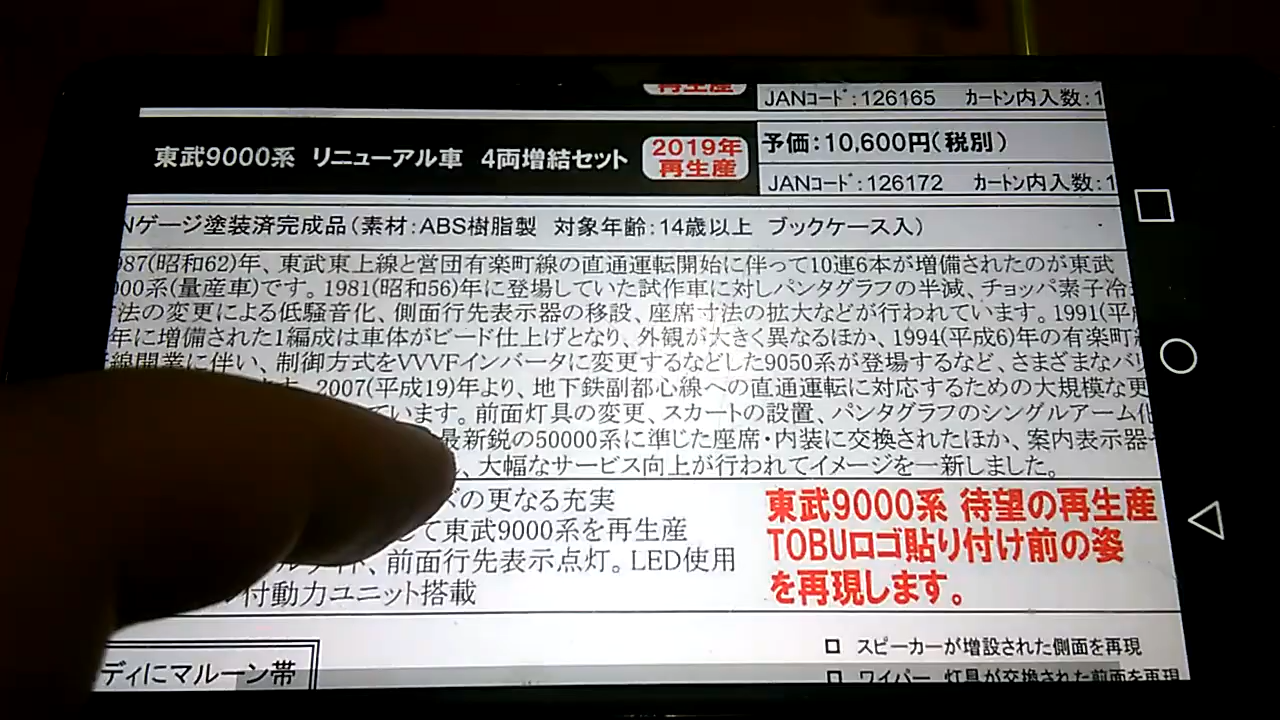 再生産
JANコード:126165 カートン内入数:1
東武9000系 リニューアル車 4両増結セット
2019年
再生産
予価:10,600円(税別)
JANコード:126172 カートン内入数:1
Nゲージ塗装済完成品(素材:ABS樹脂製 対象年齢:14歳以上 ブックケース入)
987(昭和62)年、東武東上線と営団有楽町線の直通運転開始に伴って10連6本が増備されたのが東武
000系(量産車)です。1981(昭和56)年に登場していた試作車に対しパンタグラフの半減、チョッパ素子冷
法の変更による低騒音化、側面行先表示器の移設、座席寸法の拡大などが行われています。1991(平
年に増備された1編成は車体がビード仕上げとなり、外観が大きく異なるほか、1994(平成6)年の有楽町
線開業に伴い、制御方式をVVVFインバータに変更するなどした9050系が登場するなど、さまざまなバリ
ます。2007(平成19)年より、地下鉄副都心線への直通運転に対応するための大規模な更
ています。前面灯具の変更、スカートの設置、パンタグラフのシングルアーム化
最新鋭の50000系に準じた座席・内装に交換されたほか、案内表示器
、大幅なサービス向上が行われてイメージを一新しました。
ズの更なる充実
て東武9000系を再生産
ライト、前面行先表示点灯。LED使用
付動力ユニット搭載
東武9000系 待望の再生産
TOBUロゴ貼り付け前の姿
を再現します。
ディにマルーン帯
□ スピーカーが増設された側面を再現
□ ワイパー、灯具が交換された前面を再現